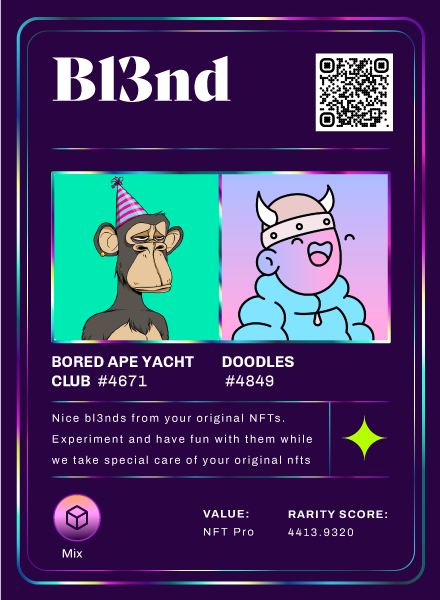 Bl3nd
BORED APE YACHT
CLUB #4671
DOODLES
#4849
Nice bl3nds from your original NFTs.
Experiment and have fun with them while
we take special care of your original nfts
Mix
VALUE:
NFT Pro
RARITY SCORE:
4413.9320